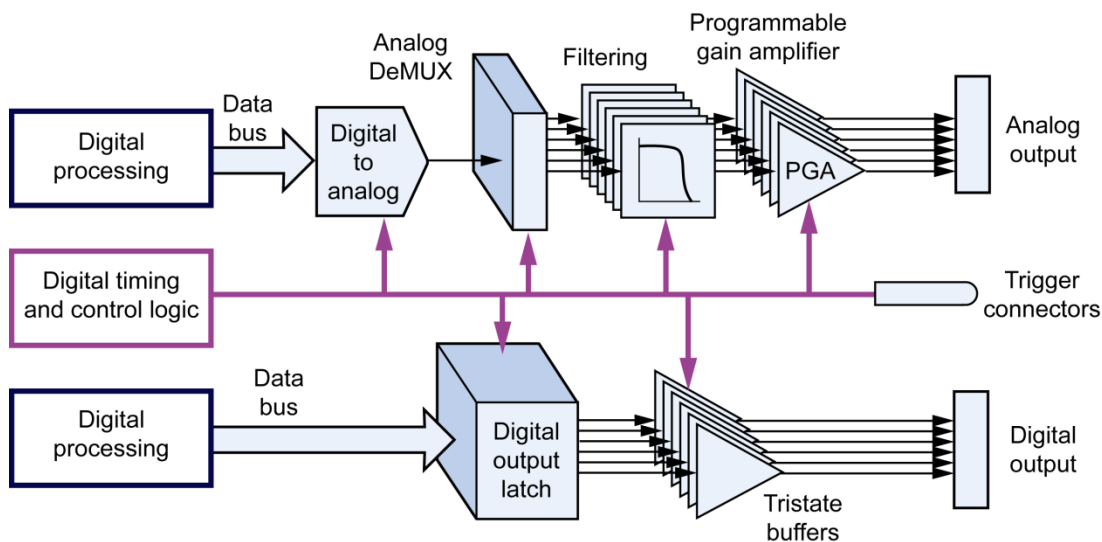 Analog
DeMUX
Filtering
Programmable
gain amplifier
Digital
processing
Data
bus
Digital
to
analog
PGA
Analog
output
Digital timing
and control logic
Trigger
connectors
Digital
processing
Data
bus
Digital
output
latch
Tristate
buffers
Digital
output